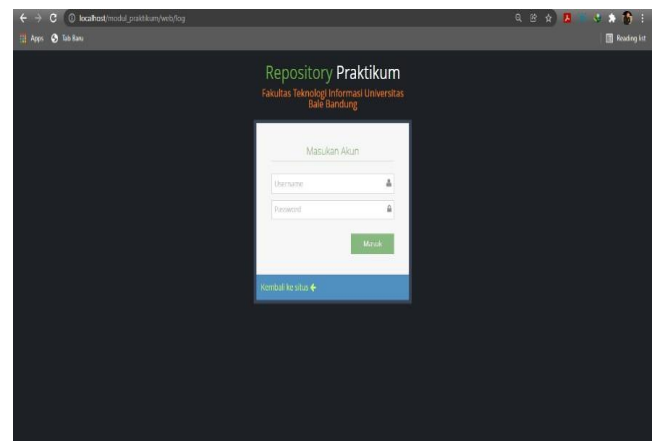 localhost/modul_praktikum/web/log
Apps
Tab Baru
Reading list
Repository Praktikum
Fakultas Teknologi Informasi Universitas
Bale Bandung
Masukan Akun
Username
Password
Masuk
Kembali ke situs